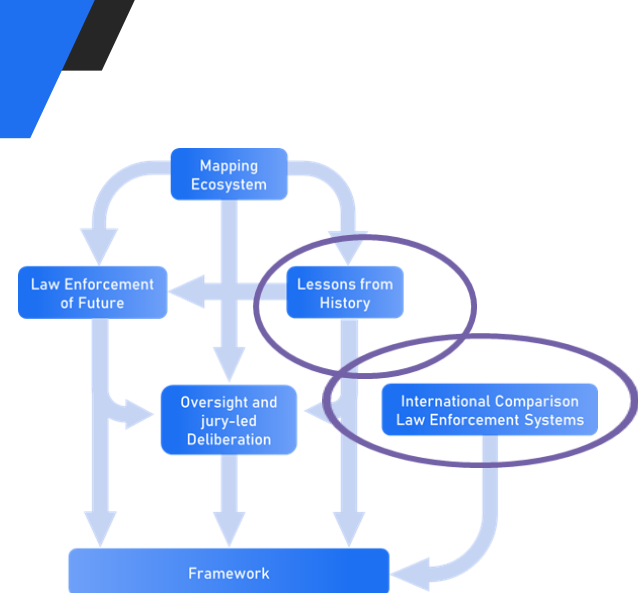 Mapping
Ecosystem
Law Enforcement
of Future
Lessons from
History
Oversight and
jury-led
Deliberation
International Comparison
Law Enforcement Systems
Framework